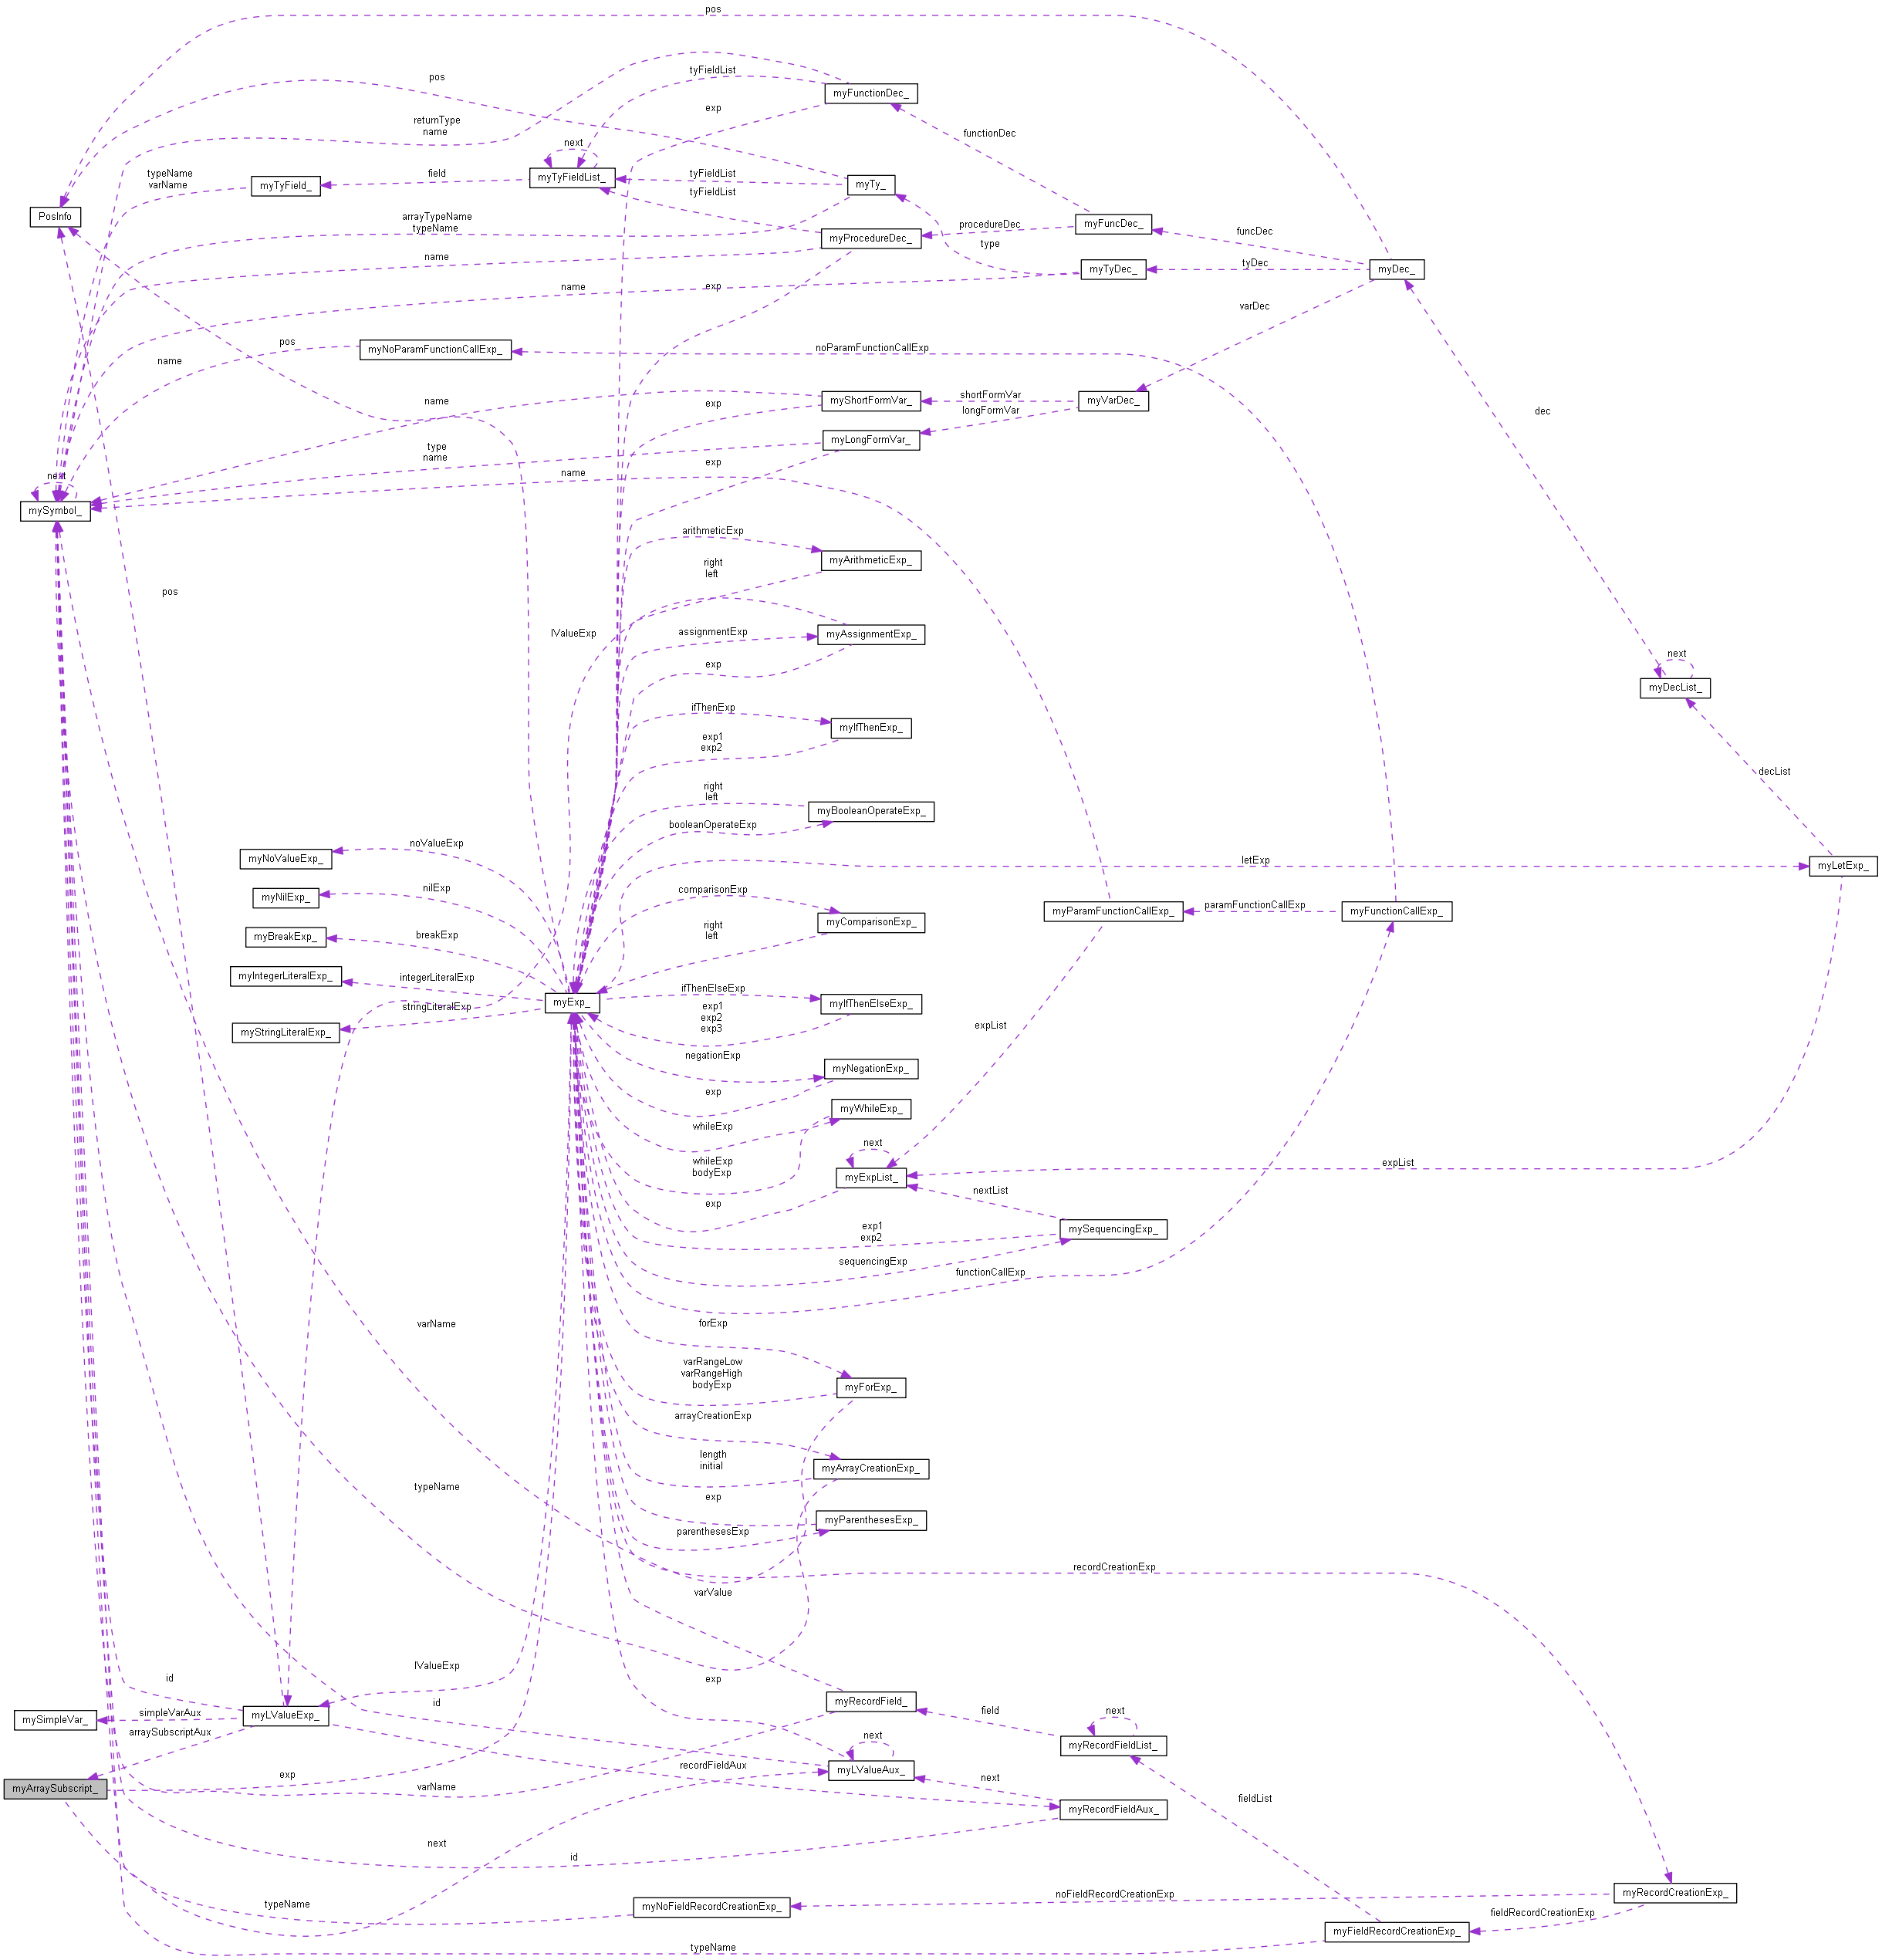 pos
myFunctionDec_
tyFieldList
pos
exp
returnType
name
functionDec
next
myTyFieldList_
typeName
varName
field
myTyField_
tyFieldList
myTy_
tyFieldList
PosInfo
arrayTypeName
typeName
procedureDec
myFuncDec_
funcDec
myProcedureDec_
type
name
tyDec
myDec_
myTyDec_
name
exp
varDec
pos
name
myNoParamFunctionCallExp_
noParamFunctionCallExp
name
exp
myShortFormVar_
shortFormVar
myVarDec_
longFormVar
dec
type
name
myLongFormVar_
exp
name
next
mySymbol_
arithmeticExp
myArithmeticExp_
right
left
pos
lValueExp
assignmentExp
myAssignmentExp_
exp
next
myDecList_
ifThenExp
myIfThenExp_
exp1
exp2
decList
right
left
myBooleanOperateExp_
booleanOperateExp
noValueExp
myNoValueExp_
letExp
myLetExp_
nilExp
myNilExp_
comparisonExp
myComparisonExp_
paramFunctionCallExp
myParamFunctionCallExp_
myFunctionCallExp_
breakExp
myBreakExp_
right
left
integerLiteralExp
myIntegerLiteralExp_
myExp_
ifThenElseExp
myIfThenElseExp_
stringLiteralExp
myStringLiteralExp_
exp1
exp2
exp3
expList
negationExp
myNegationExp_
exp
myWhileExp_
whileExp
next
whileExp
bodyExp
myExpList_
expList
nextList
exp
exp1
exp2
mySequencingExp_
sequencingExp
functionCallExp
varName
forExp
varRangeLow
varRangeHigh
bodyExp
myForExp_
arrayCreationExp
length
initial
myArrayCreationExp_
typeName
exp
myParenthesesExp_
parenthesesExp
recordCreationExp
varValue
lValueExp
id
exp
id
myRecordField_
mySimpleVar_
simpleVarAux
myLValueExp_
field
next
arraySubscriptAux
myRecordFieldList_
next
recordFieldAux
myLValueAux_
exp
varName
myArraySubscript_
next
myRecordFieldAux_
fieldList
next
id
typeName
myNoFieldRecordCreationExp_
noFieldRecordCreationExp
myRecordCreationExp_
fieldRecordCreationExp
myFieldRecordCreationExp_
typeName